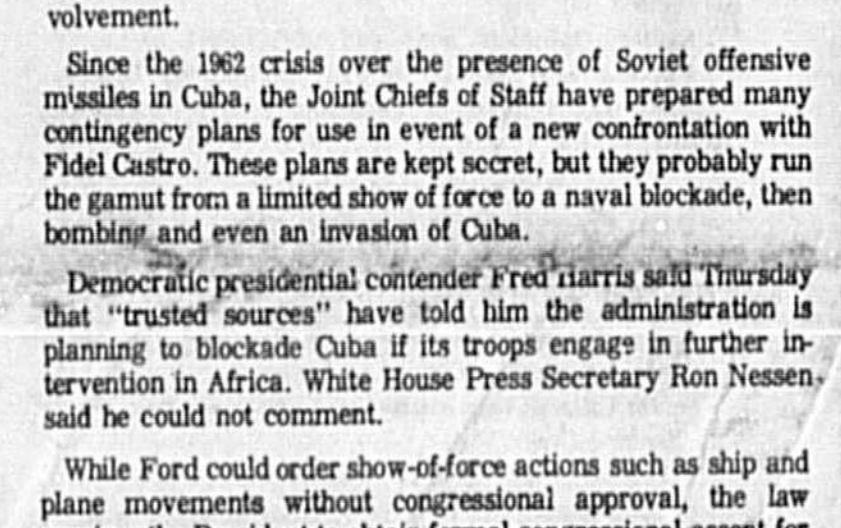 volvement.
Since the 1962 crisis over the presence of Soviet offensive
missiles in Cuba, the Joint Chiefs of Staff have prepared many
contingency plans for use in event of a new confrontation with
Fidel Castro. These plans are kept secret, but they probably run
the gamut from a limited show of force to a naval blockade, then
bombing and even an invasion of Cuba.
Democratic presidential contender Fred Harris said Thursday
that "trusted sources" have told him the administration is
planning to blockade Cuba if its troops engage in further in-
tervention in Africa. White House Press Secretary Ron Nessen
said he could not comment.
While Ford could order show-of-force actions such as ship and
plane movements without congressional approval, the law